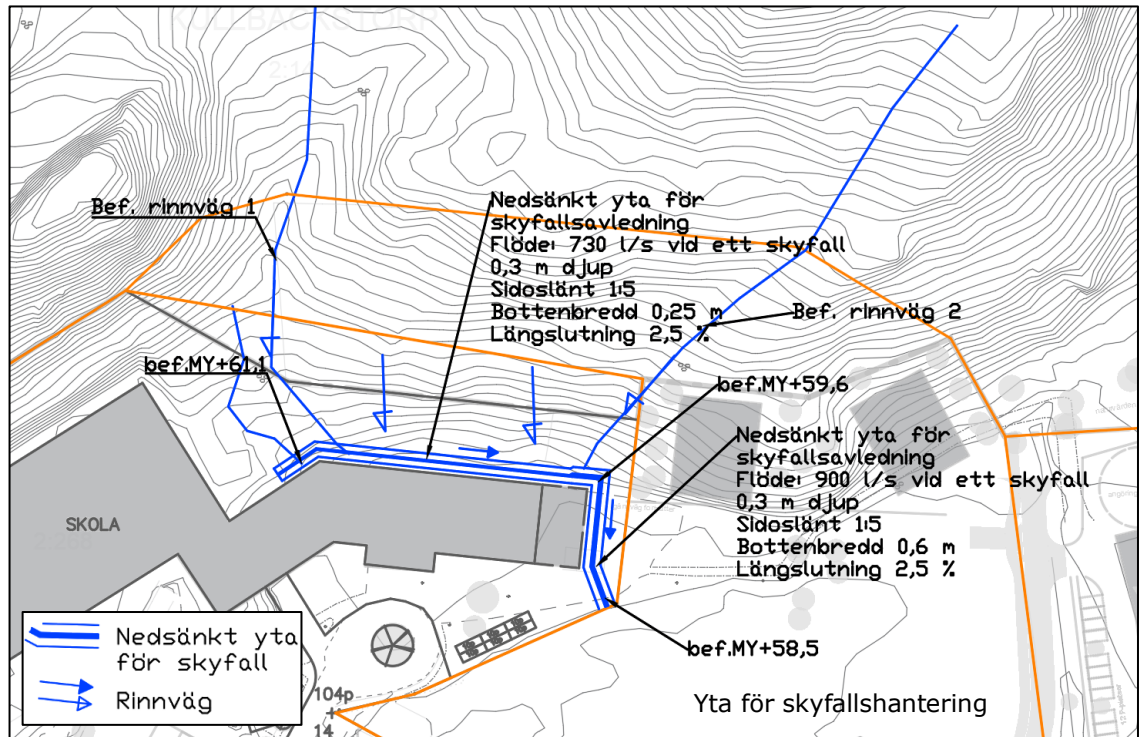 KULLBÄCKSTORP
Bef. rinnväg 1
Nedsänkt yta för
skyfallsavledning
Flöde: 730 l/s vid ett skyfall
0,3 m djup
Sidoslänt 1:5
Bottenbredd 0,25 m
Längslutning 2,5 %
Bef. rinnväg 2
bef.MY+61,1
bef.MY+59,6
Nedsänkt yta för
skyfallsavledning
Flöde: 900 l/s vid ett skyfall
0,3 m djup
Sidoslänt 1:5
Bottenbredd 0,6 m
Längslutning 2,5 %
SKOLA
bef.MY+58,5
Nedsänkt yta
för skyfall
Rinnväg
104p
14
Yta för skyfallshantering